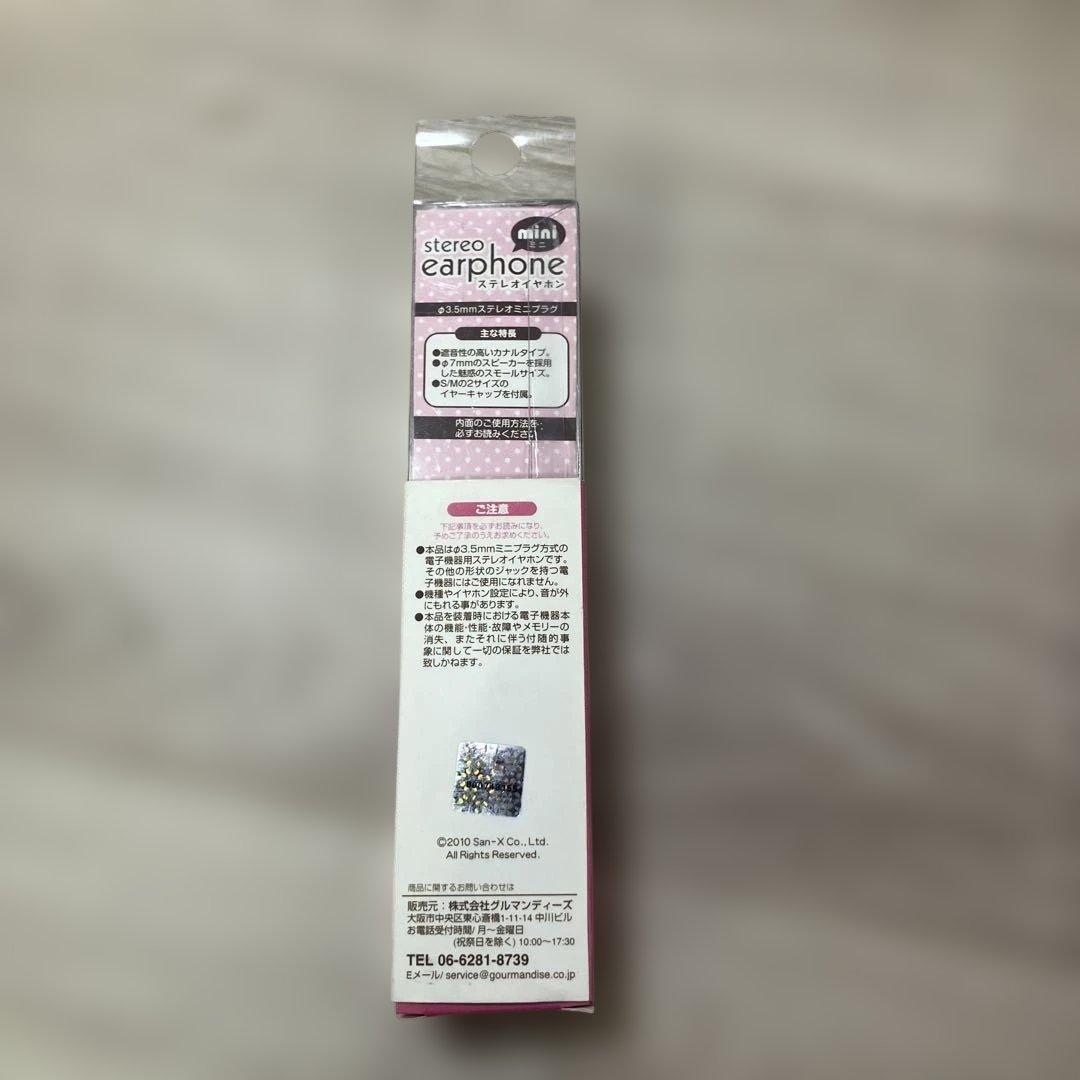 mini
ミニ
stereo
earphone
ステレオイヤホン
φ3.5mmステレオミニプラグ
主な特長
●遮音性の高いカナルタイプ。
●φ7mmのスピーカーを採用
した魅惑のスモールサイズ。
●S/Mの2サイズの
イヤーキャップを付属。
内面のご使用方法を
必ずお読みください
ご注意
下記事項を必ずお読みになり、
予めご了承のうえお求めください。
●本品はφ3.5mmミニプラグ方式の
電子機器用ステレオイヤホンです。
その他の形状のジャックを持つ電
子機器にはご使用になれません。
●機種やイヤホン設定により、音が外
にもれる事があります。
●本品を装着時における電子機器本
体の機能・性能・故障やメモリーの
消失、またそれに伴う付随的事
象に関して一切の保証を弊社では
致しかねます。
©2010 San-X Co., Ltd.
All Rights Reserved.
商品に関するお問い合わせは
販売元：株式会社グルマンディーズ
大阪市中央区東心斎橋1-11-14 中川ビル
お電話受付時間/ 月～金曜日
(祝祭日を除く) 10:00～17:30
TEL 06-6281-8739
Eメール/ service@gourmandise.co.jp